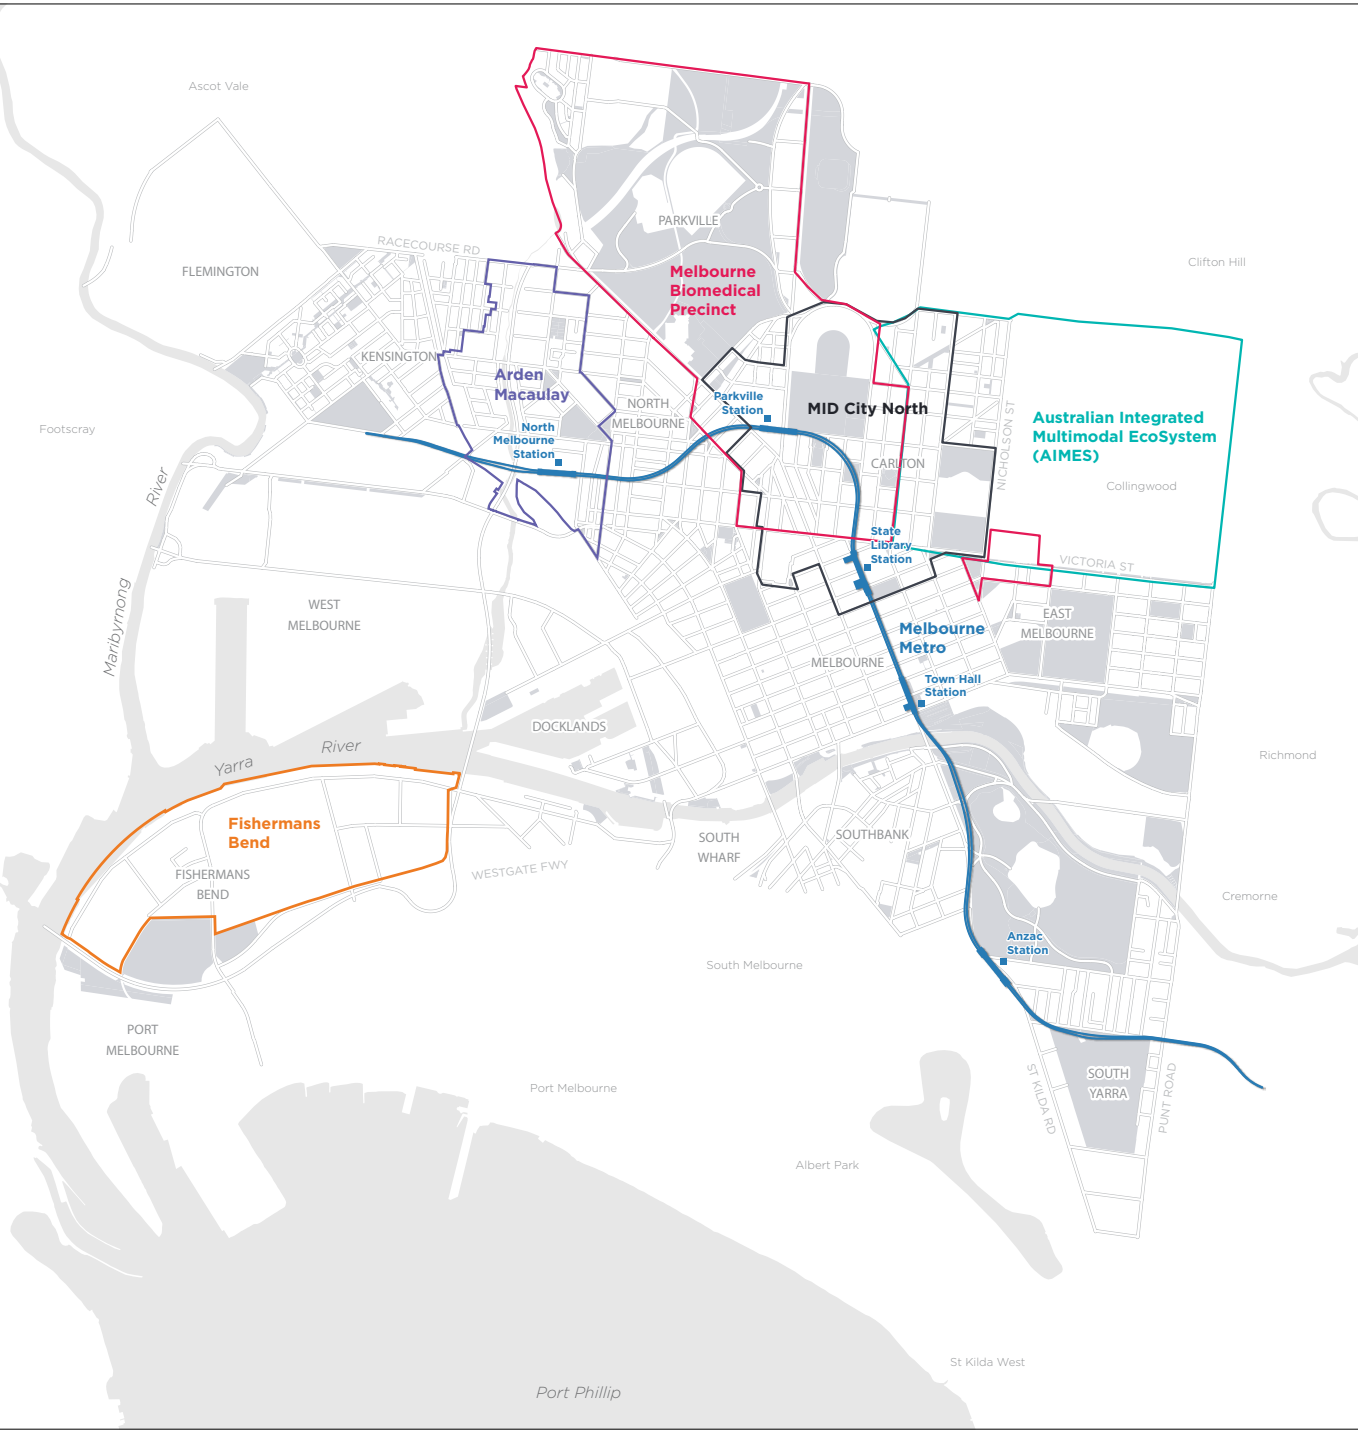 Ascot Vale
PARKVILLE
RACECOURSE RD
Clifton Hill
FLEMINGTON
Melbourne
Biomedical
Precinct
KENSINGTON
Arden
Macaulay
NORTH
MELBOURNE
Parkville
Station
MID City North
NICHOLSON ST
Australian Integrated
Multimodal EcoSystem
(AIMES)
Footscray
North
Melbourne
Station
CARLTON
Collingwood
River
Maribyrnong
State
Library
Station
VICTORIA ST
WEST
MELBOURNE
EAST
MELBOURNE
Melbourne
Metro
MELBOURNE
Town Hall
Station
DOCKLANDS
River
Yarra
Richmond
Fishermans
Bend
SOUTH
WHARF
SOUTHBANK
FISHERMANS
BEND
WESTGATE FWY
Cremorne
Anzac
Station
South Melbourne
PORT
MELBOURNE
Port Melbourne
SOUTH
YARRA
ST KILDA RD
PUNT ROAD
Albert Park
St Kilda West
Port Phillip